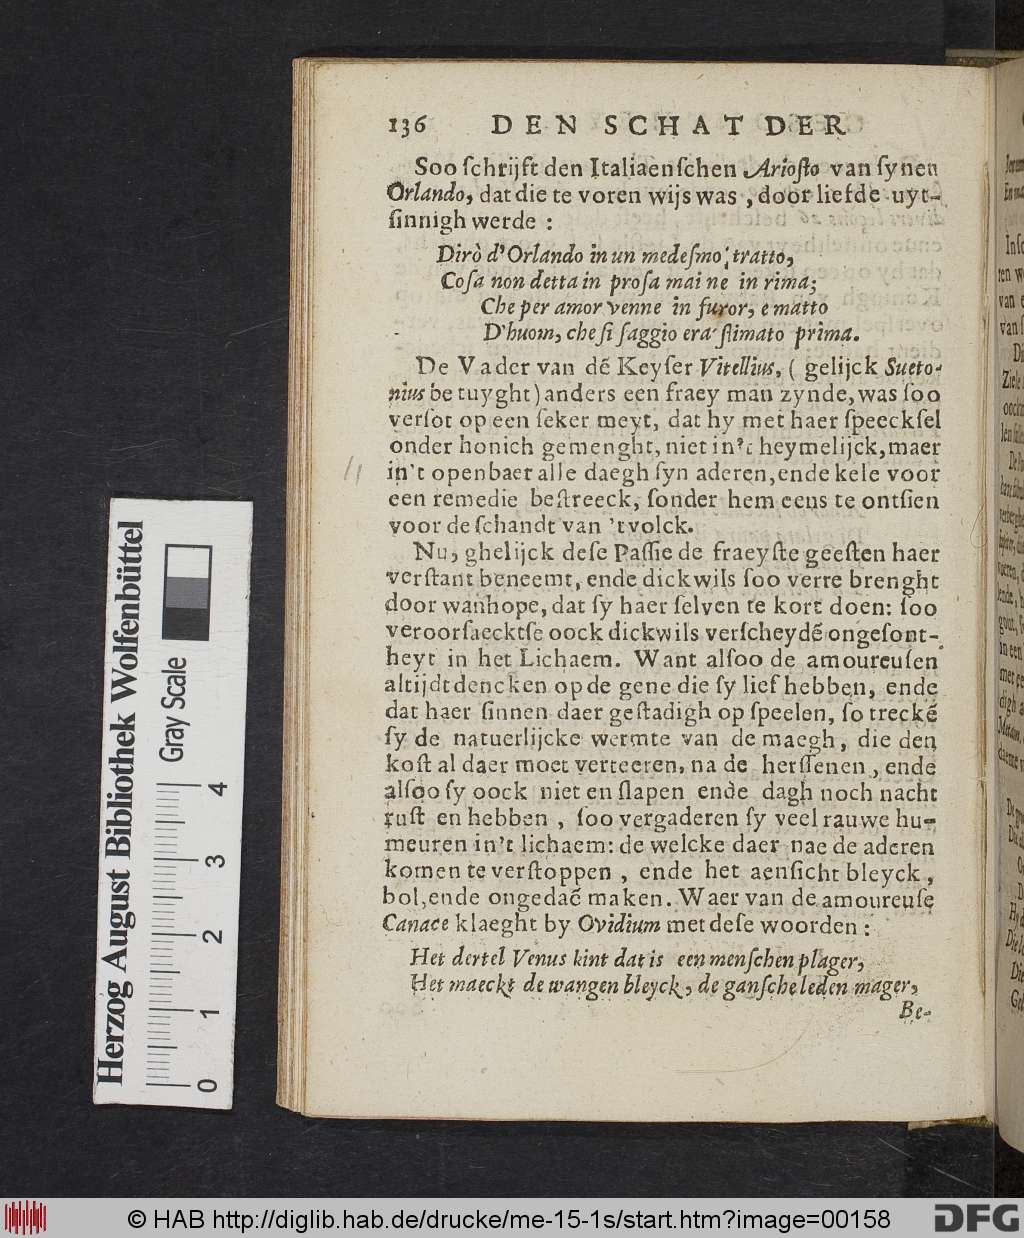 136 DEN SCHAT DER
Soo ſchrijft den Italiaenſchen Arioſto van ſynen
Orlando, dat die te voren wijs was, door liefde uyt-
ſinnigh werde:
Dirò d'Orlando in un medeſmo tratto,
Coſa non detta in proſa mai ne in rima;
Che per amor venne in furor, e matto
D'huom, che ſi ſaggio era ſtimato prima.
De Vader van dẽ Keyſer Vitellius, (gelijck Sueto-
nius betuyght) anders een fraey man zynde, was ſoo
verſot op een ſeker meyt, dat hy met haer ſpeeckſel
onder honich gemenght, niet in't heymelijck, maer
in't openbaer alle daegh ſyn aderen, ende kele voor
een remedie beſtreeck, ſonder hem eens te ontſien
voor de ſchandt van 't volck.
Nu, ghelijck deſe Paſſie de fraeyſte geeſten haer
verſtant beneemt, ende dickwils ſoo verre brenght
door wanhope, dat ſy haer ſelven te kort doen: ſoo
veroorſaecktſe oock dickwils verſcheydẽ ongeſont-
heyt in het Lichaem. Want alſoo de amoureuſen
altijdt dencken op de gene die ſy lief hebben, ende
dat haer ſinnen daer geſtadigh op ſpeelen, ſo treckẽ
ſy de natuerlijcke wermte van de maegh, die den
koſt al daer moet verteeren, na de herſſenen, ende
alſoo ſy oock niet en ſlapen ende dagh noch nacht
ruſt en hebben, ſoo vergaderen ſy veel rauwe hu-
meuren in't lichaem: de welcke daer nae de aderen
komen te verſtoppen, ende het aenſicht bleyck,
bol, ende ongedaẽ maken. Waer van de amoureuſe
Canace klaeght by Ovidium met deſe woorden:
Het dertel Venus kint dat is een menſchen plager,
Het maeckt de wangen bleyck, de ganſche leden mager,
Be-
Herzog August Bibliothek Wolfenbüttel
Gray Scale
0 1 2 3 4
© HAB http://diglib.hab.de/drucke/me-15-1s/start.htm?image=00158
DFG